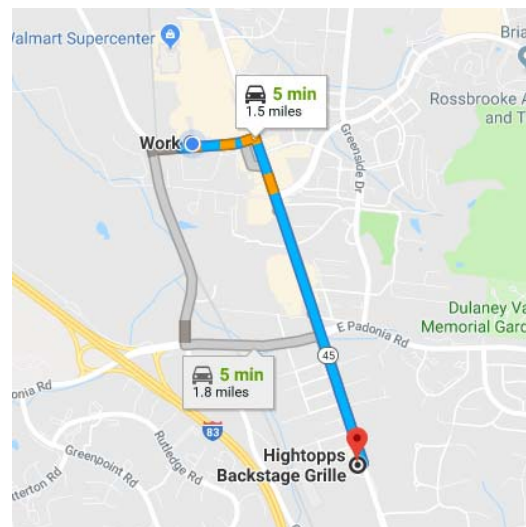 Walmart Supercenter
Bria
Rossbrooke A
and T
5 min
1.5 miles
Work
Greenside Dr
Dulaney Va
Memorial Gard
E Padonia Rd
45
5 min
1.8 miles
onia Rd
83
Hightopps
Backstage Grille
Greenpoint Rd
Rutledge Rd
tterton Rd